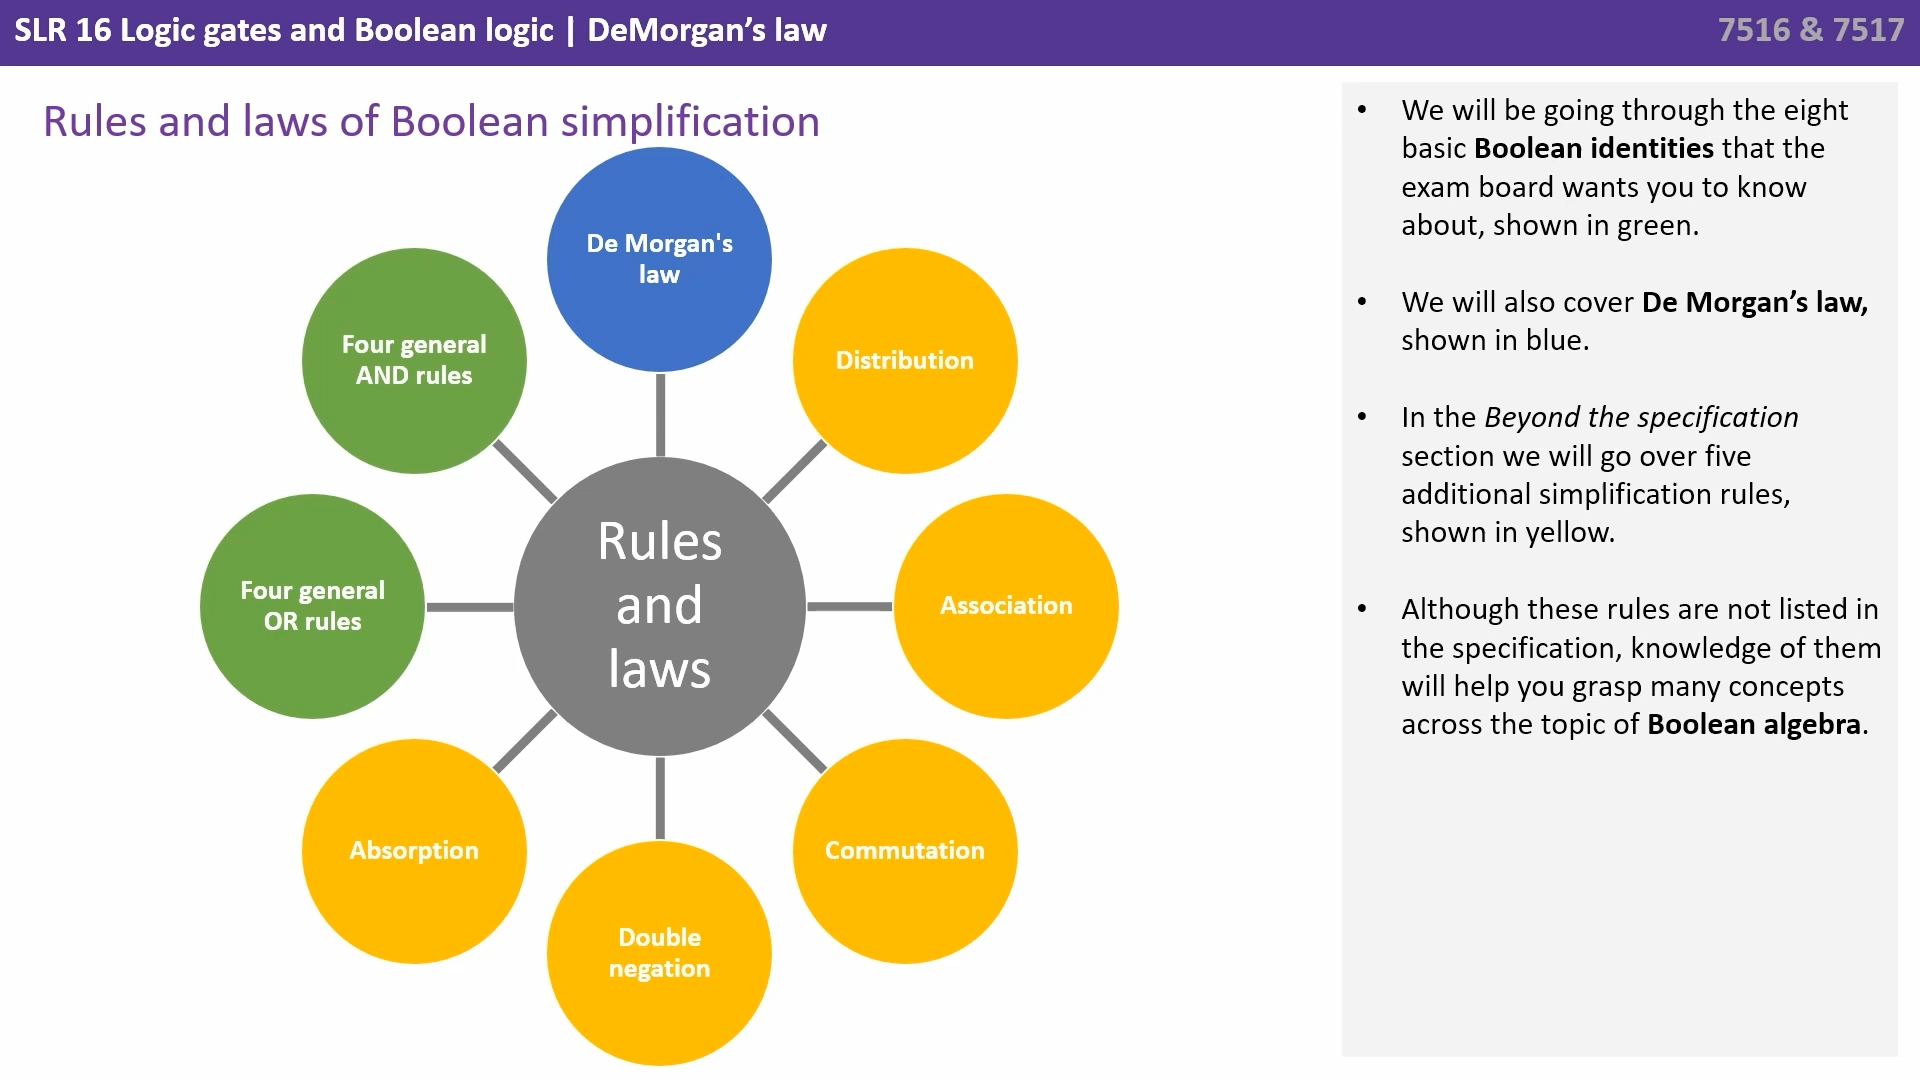 SLR 16 Logic gates and Boolean logic | DeMorgan’s law
7516 & 7517
Rules and laws of Boolean simplification
De Morgan's
law
Distribution
Association
Commutation
Double
negation
Absorption
Four general
OR rules
Four general
AND rules
Rules
and
laws
• We will be going through the eight
basic Boolean identities that the
exam board wants you to know
about, shown in green.
• We will also cover De Morgan’s law,
shown in blue.
• In the Beyond the specification
section we will go over five
additional simplification rules,
shown in yellow.
• Although these rules are not listed in
the specification, knowledge of them
will help you grasp many concepts
across the topic of Boolean algebra.